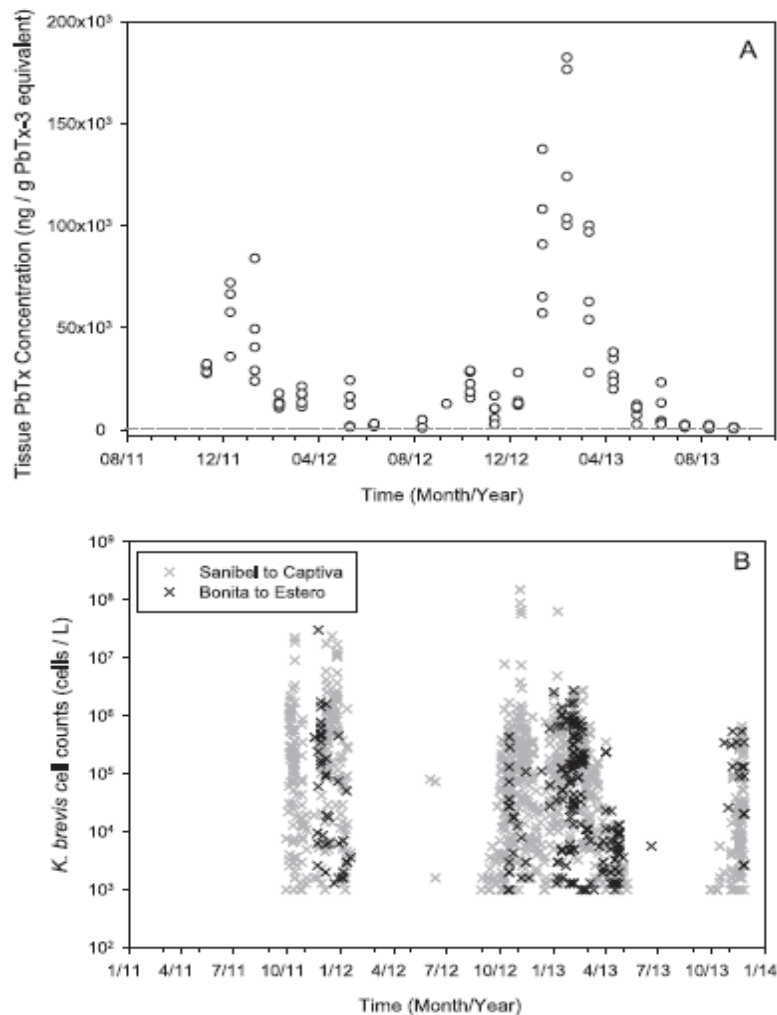 A
Tissue PbTx Concentration (ng / g PbTx-3 equivalent)
200x10³
150x10³
100x10³
50x10³
0
08/11 12/11 04/12 08/12 12/12 04/13 08/13
Time (Month/Year)
B
Sanibel to Captiva
Bonita to Estero
K. brevis cell counts (cells / L)
10⁹
10⁸
10⁷
10⁶
10⁵
10⁴
10³
10²
1/11 4/11 7/11 10/11 1/12 4/12 7/12 10/12 1/13 4/13 7/13 10/13 1/14
Time (Month/Year)